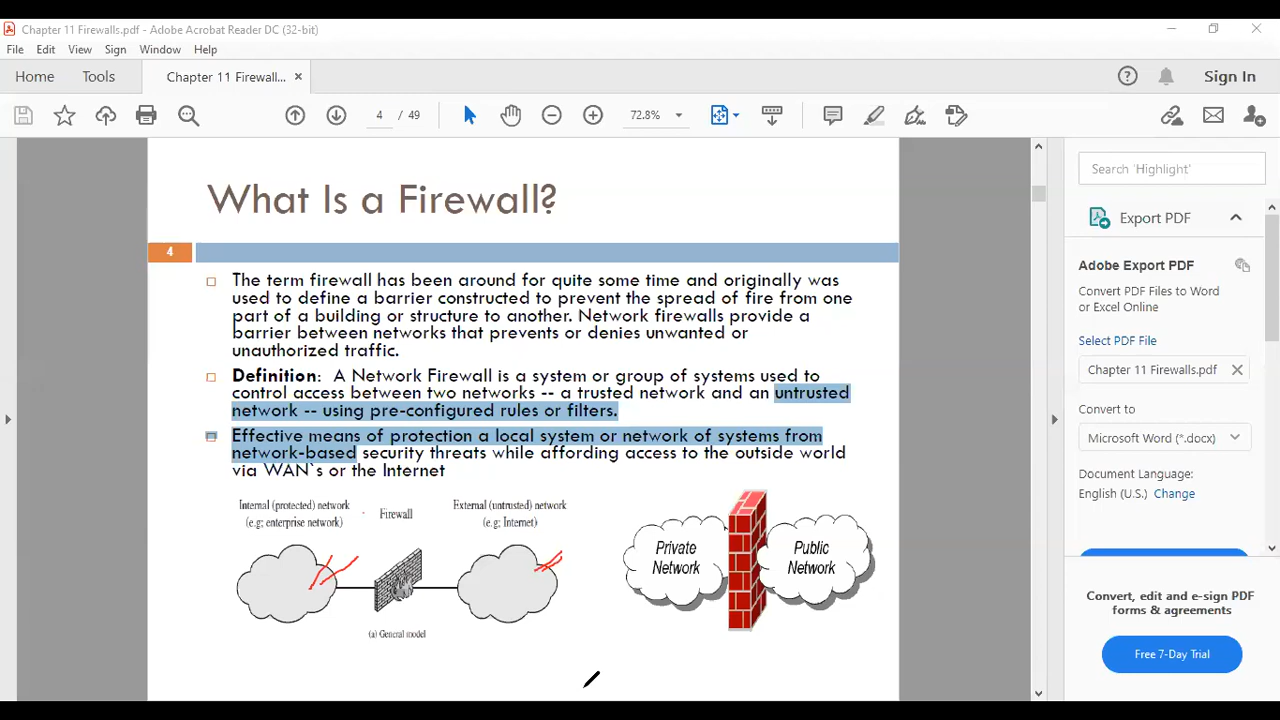 Chapter 11 Firewalls.pdf - Adobe Acrobat Reader DC (32-bit)
File Edit View Sign Window Help
Home Tools Chapter 11 Firewall... × Sign In
4 / 49 72.8%
What Is a Firewall?
4
The term firewall has been around for quite some time and originally was
used to define a barrier constructed to prevent the spread of fire from one
part of a building or structure to another. Network firewalls provide a
barrier between networks that prevents or denies unwanted or
unauthorized traffic.
Definition: A Network Firewall is a system or group of systems used to
control access between two networks -- a trusted network and an untrusted
network -- using pre-configured rules or filters.
Effective means of protection a local system or network of systems from
network-based security threats while affording access to the outside world
via WAN`s or the Internet
Internal (protected) network
(e.g; enterprise network)
Firewall
External (untrusted) network
(e.g; Internet)
(a) General model
Private
Network
Public
Network
Search 'Highlight'
Export PDF
Adobe Export PDF
Convert PDF Files to Word
or Excel Online
Select PDF File
Chapter 11 Firewalls.pdf
Convert to
Microsoft Word (*.docx)
Document Language:
English (U.S.) Change
Convert, edit and e-sign PDF
forms & agreements
Free 7-Day Trial